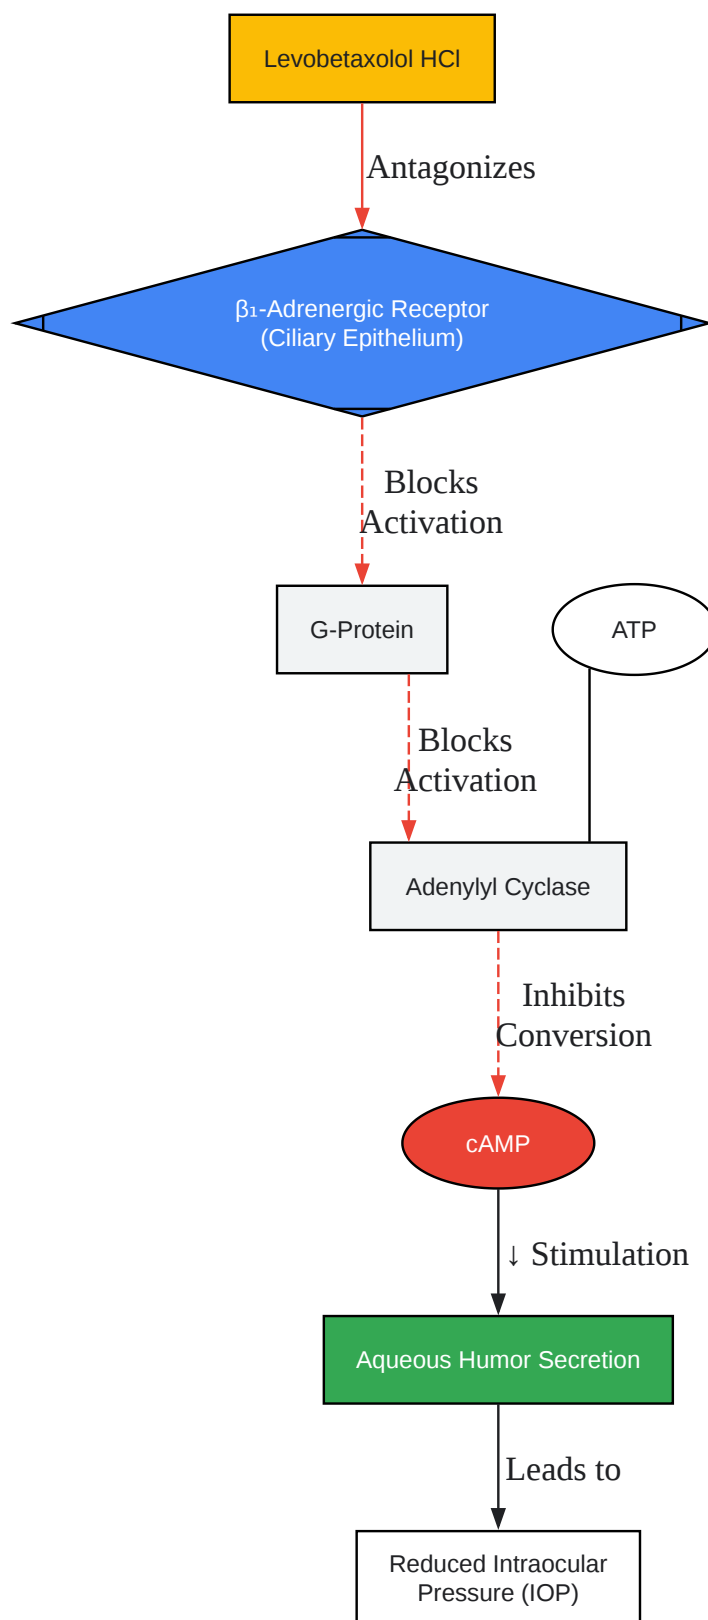 Levobetaxolol HCl
Antagonizes
β₁-Adrenergic Receptor
(Ciliary Epithelium)
Blocks
Activation
G-Protein
ATP
Blocks
Activation
Adenylyl Cyclase
Inhibits
Conversion
cAMP
↓ Stimulation
Aqueous Humor Secretion
Leads to
Reduced Intraocular
Pressure (IOP)